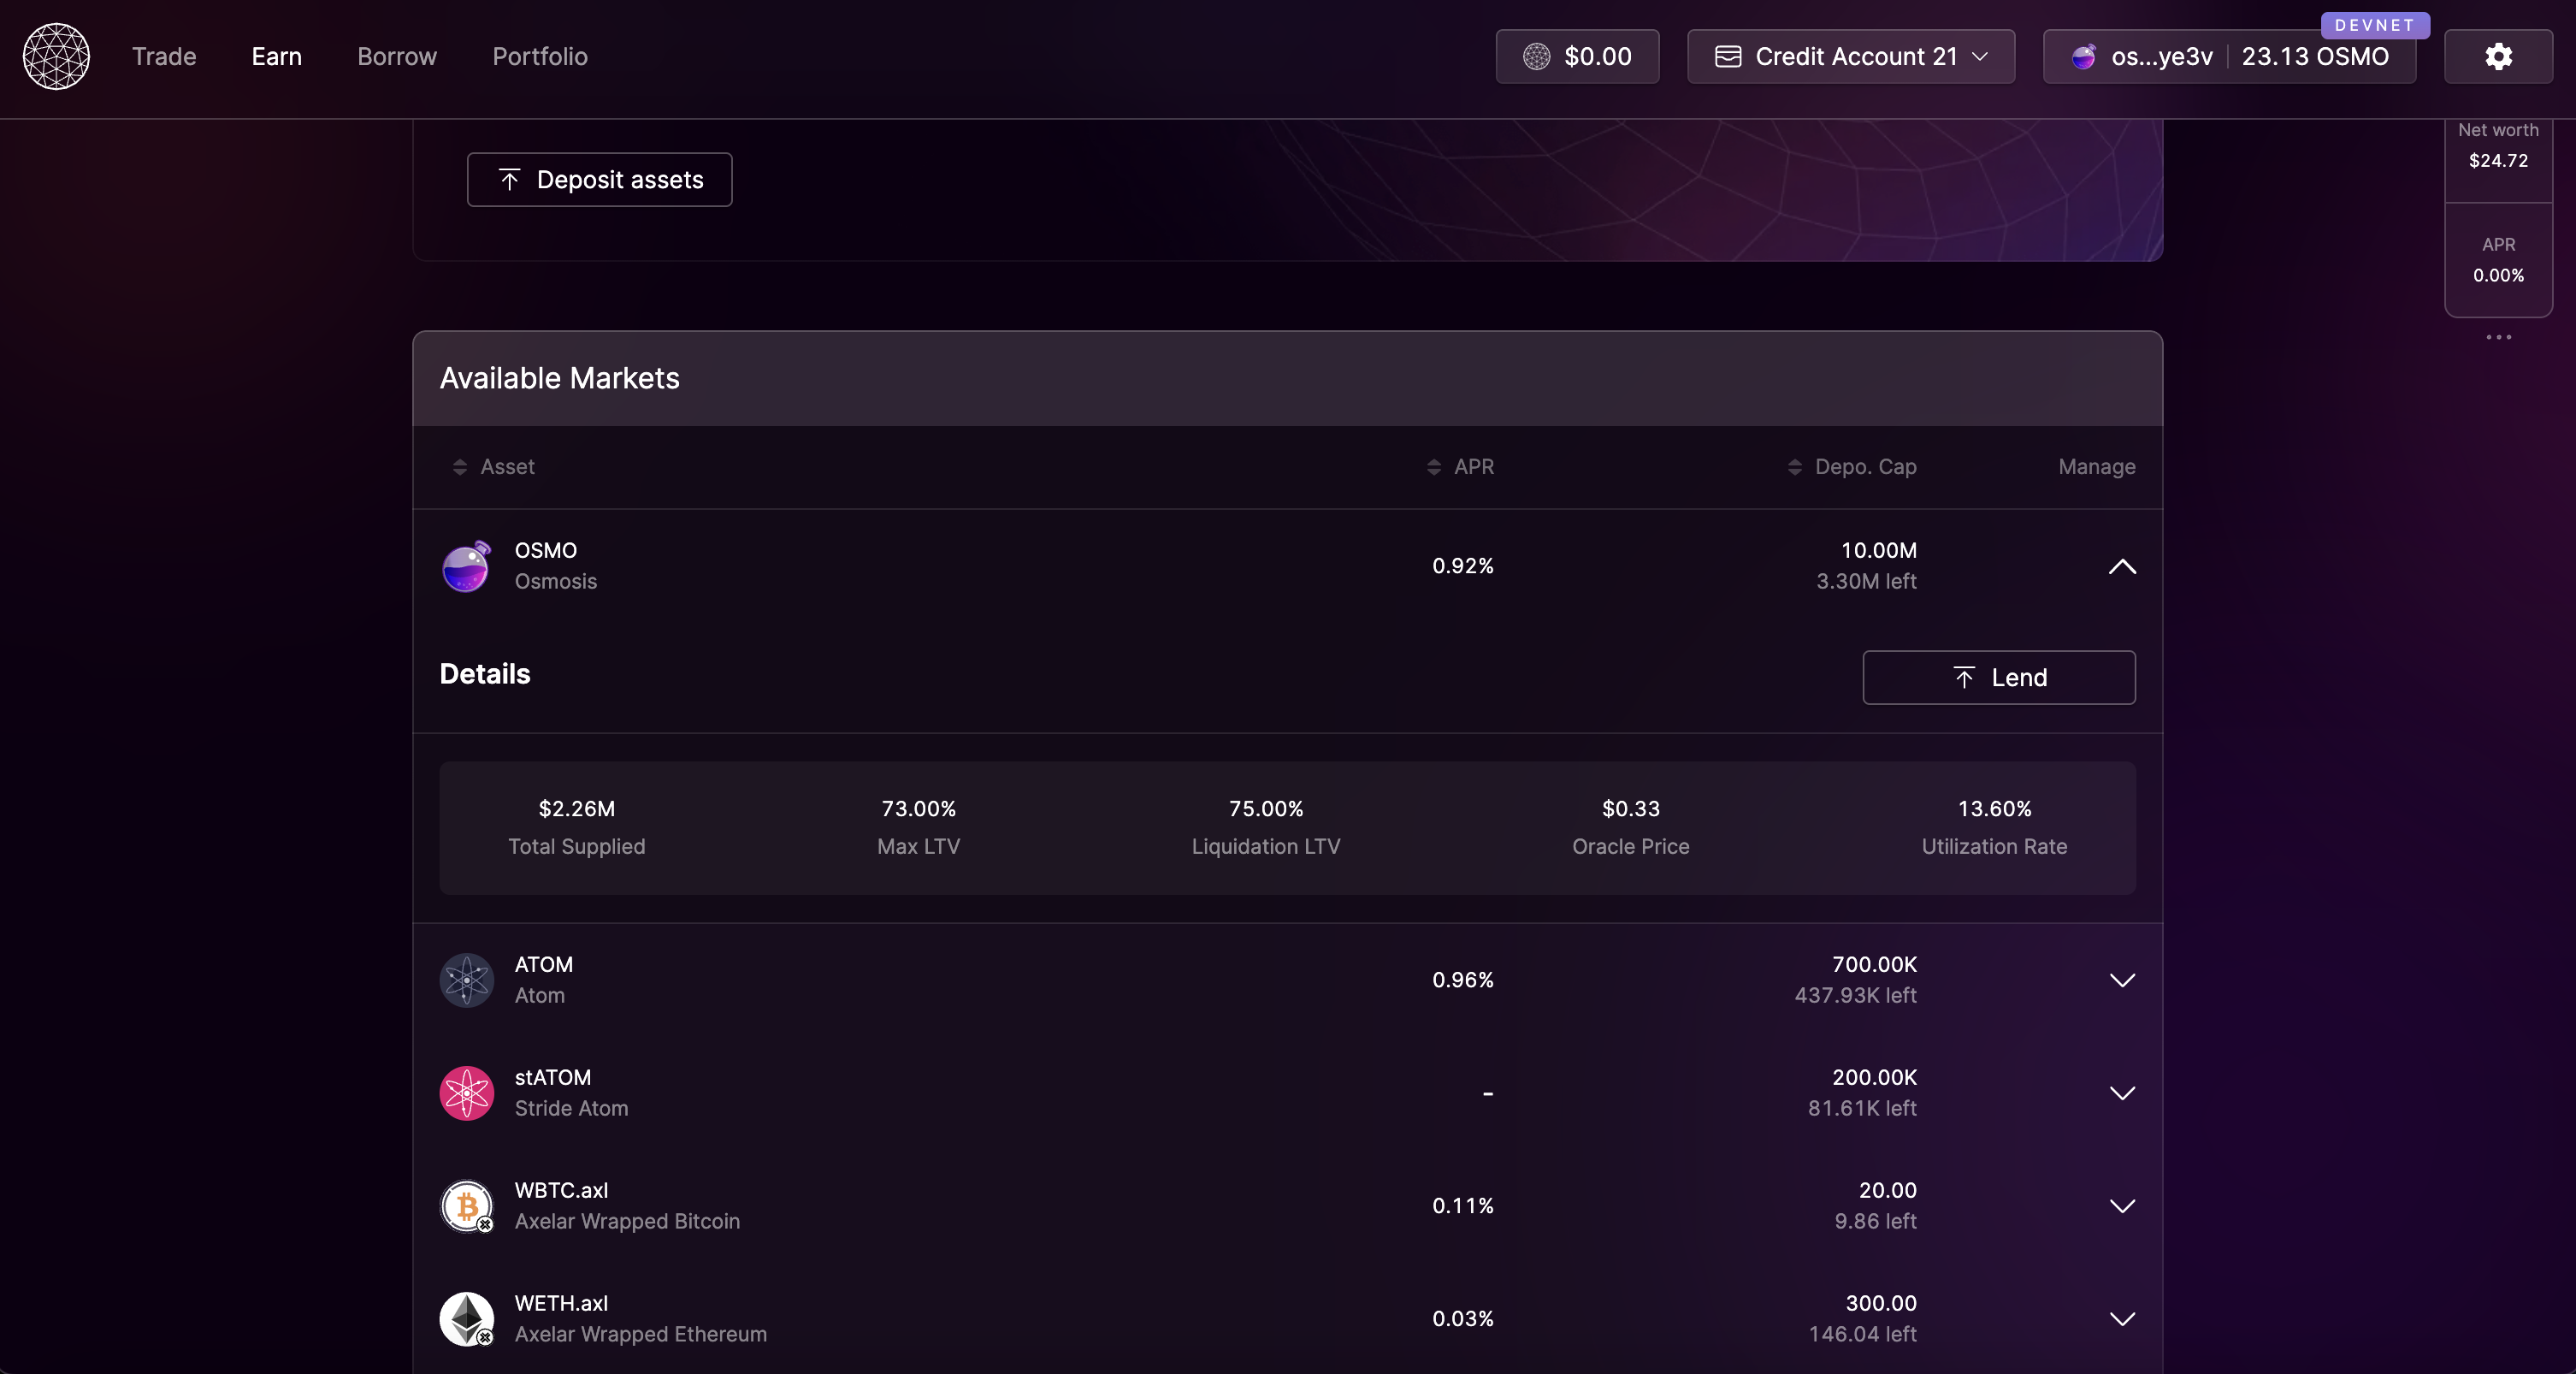 DEVNET
Trade Earn Borrow Portfolio $0.00 Credit Account 21 os...ye3v 23.13 OSMO
Net worth
$24.72
Deposit assets
APR
0.00%
Available Markets
Asset APR Depo. Cap Manage
OSMO 10.00M
0.92%
Osmosis 3.30M left
Details Lend
$2.26M 73.00% 75.00% $0.33 13.60%
Total Supplied Max LTV Liquidation LTV Oracle Price Utilization Rate
ATOM 700.00K
0.96%
Atom 437.93K left
stATOM 200.00K
-
Stride Atom 81.61K left
WBTC.axl 20.00
0.11%
Axelar Wrapped Bitcoin 9.86 left
WETH.axl 300.00
0.03%
Axelar Wrapped Ethereum 146.04 left